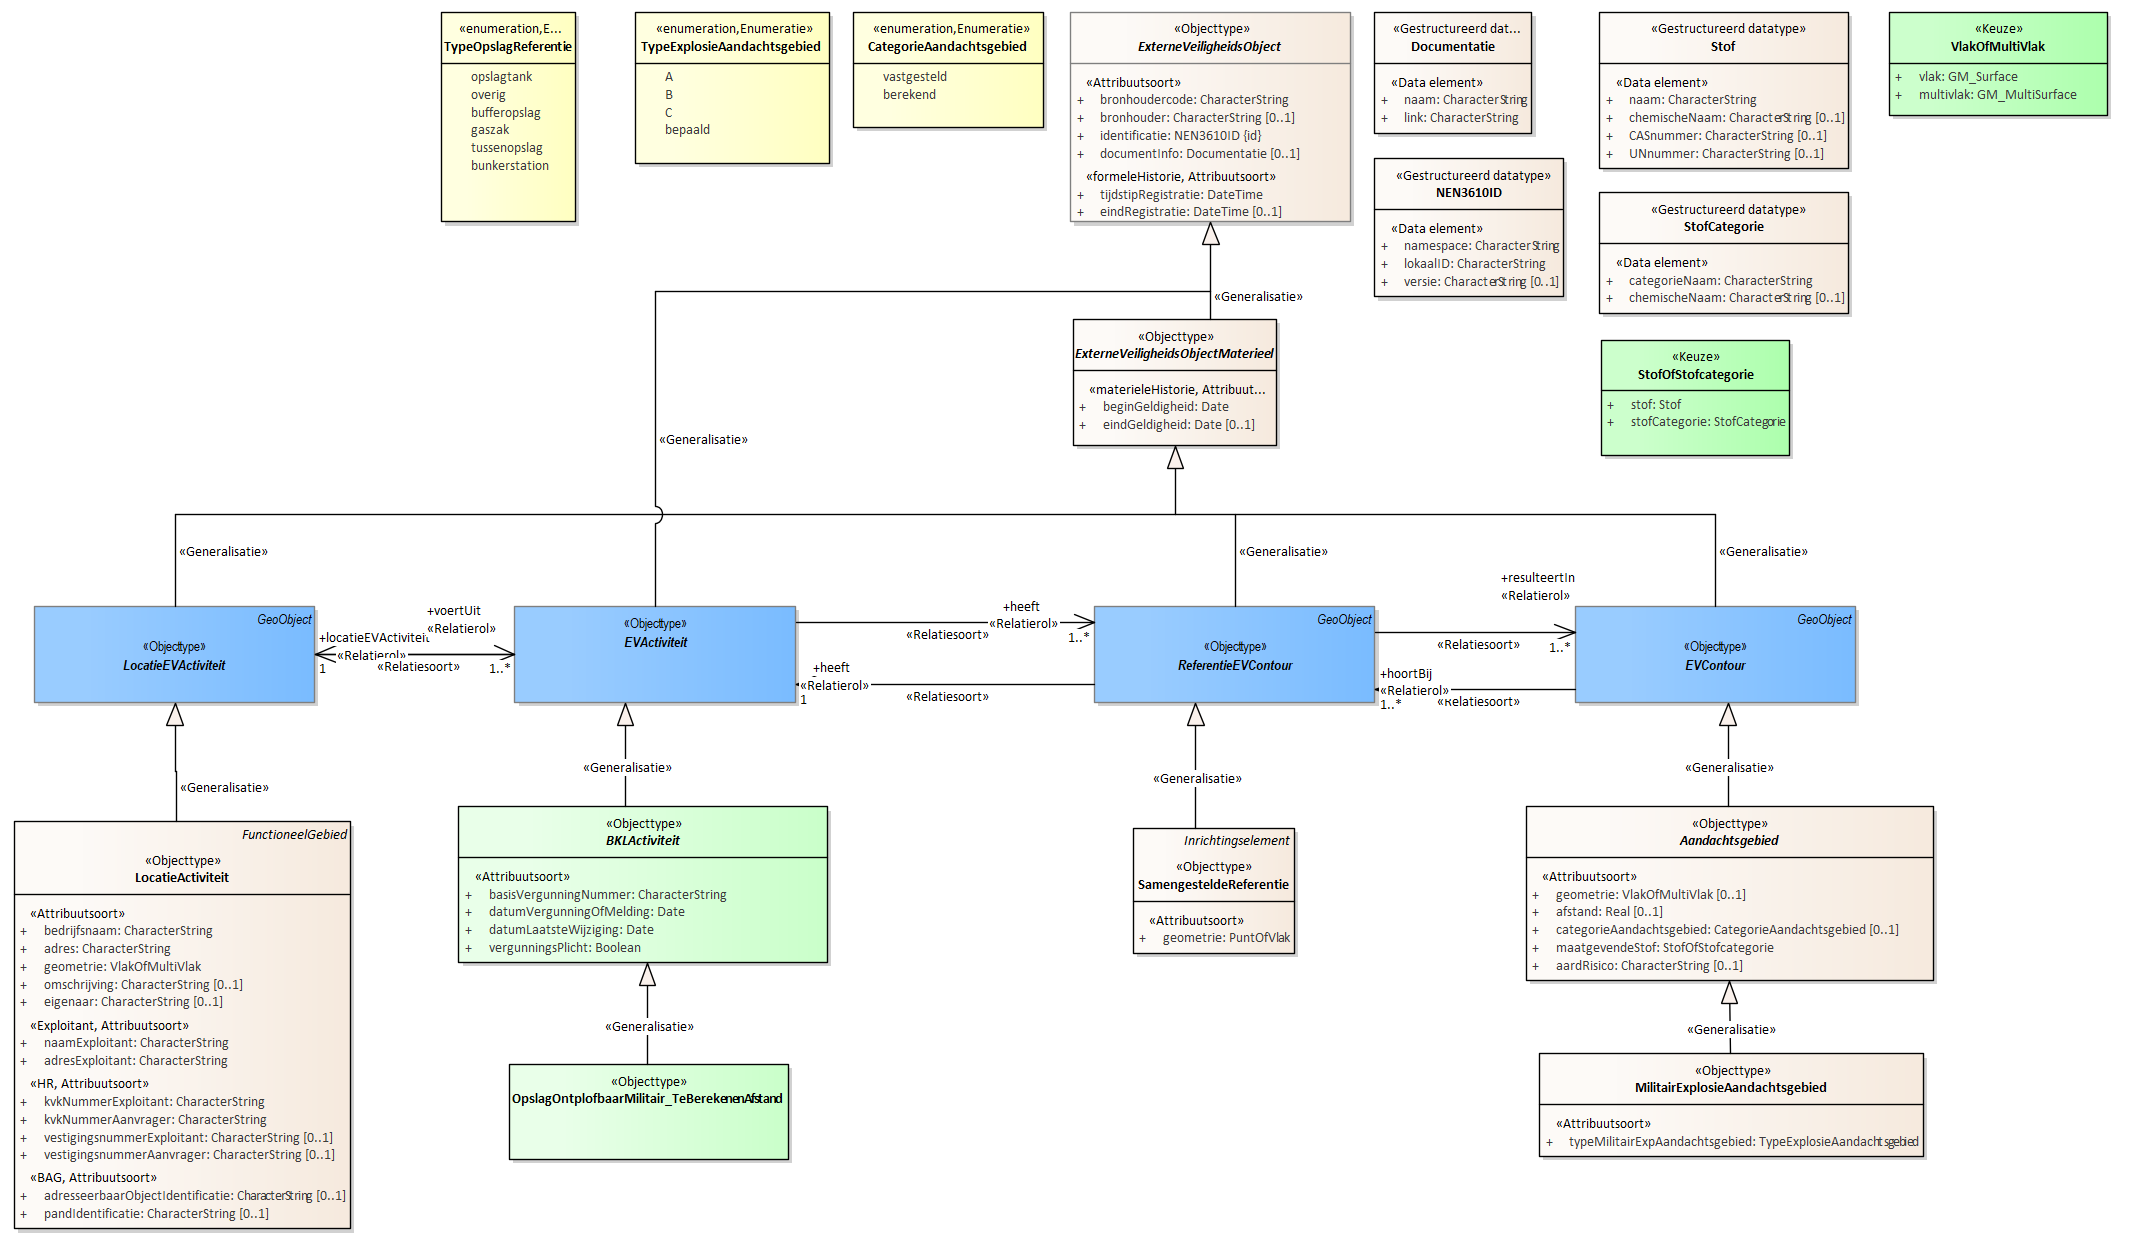 «enumeration,E...
TypeOpslagReferentie
opslagtank
overig
bufferopslag
gaszak
tussenopslag
bunkerstation
«enumeration,Enumeratie»
TypeExplosieAandachtsgebied
A
B
C
bepaald
«enumeration,Enumeratie»
CategorieAandachtsgebied
vastgesteld
berekend
«Objecttype»
ExterneVeiligheidsObject
«Attribuutsoort»
+ bronhoudercode: CharacterString
+ bronhouder: CharacterString [0..1]
+ identificatie: NEN3610ID {id}
+ documentInfo: Documentatie [0..1]
«formeleHistorie, Attribuutsoort»
+ tijdstipRegistratie: DateTime
+ eindRegistratie: DateTime [0..1]
«Gestructureerd dat...
Documentatie
«Data element»
+ naam: CharacterString
+ link: CharacterString
«Gestructureerd datatype»
NEN3610ID
«Data element»
+ namespace: CharacterString
+ lokaalID: CharacterString
+ versie: CharacterString [0..1]
«Gestructureerd datatype»
Stof
«Data element»
+ naam: CharacterString
+ chemischeNaam: CharacterString [0..1]
+ CASnummer: CharacterString [0..1]
+ UNnummer: CharacterString [0..1]
«Gestructureerd datatype»
StofCategorie
«Data element»
+ categorieNaam: CharacterString
+ chemischeNaam: CharacterString [0..1]
«Keuze»
StofOfStofcategorie
+ stof: Stof
+ stofCategorie: StofCategorie
«Keuze»
VlakOfMultiVlak
+ vlak: GM_Surface
+ multivlak: GM_MultiSurface
«Generalisatie»
«Objecttype»
ExterneVeiligheidsObjectMaterieel
«materieleHistorie, Attribuut...
+ beginGeldigheid: Date
+ eindGeldigheid: Date [0..1]
«Generalisatie»
«Generalisatie»
«Generalisatie»
«Generalisatie»
GeoObject
«Objecttype»
LocatieEVActiviteit
+voertUit
«Relatierol»
+locatieEVActiviteit
«Relatierol»
«Relatiesoort»
1
1..*
«Objecttype»
EVActiviteit
+heeft
«Relatierol»
«Relatiesoort»
1..*
+heeft
«Relatierol»
1
«Relatiesoort»
GeoObject
«Objecttype»
ReferentieEVContour
+resulteertIn
«Relatierol»
«Relatiesoort»
1..*
+hoortBij
«Relatierol»
1..*
«Relatiesoort»
GeoObject
«Objecttype»
EVContour
«Generalisatie»
«Generalisatie»
«Generalisatie»
«Generalisatie»
FunctioneelGebied
«Objecttype»
LocatieActiviteit
«Attribuutsoort»
+ bedrijfsnaam: CharacterString
+ adres: CharacterString
+ geometrie: VlakOfMultiVlak
+ omschrijving: CharacterString [0..1]
+ eigenaar: CharacterString [0..1]
«Exploitant, Attribuutsoort»
+ naamExploitant: CharacterString
+ adresExploitant: CharacterString
«HR, Attribuutsoort»
+ kvkNummerExploitant: CharacterString
+ kvkNummerAanvrager: CharacterString
+ vestigingsnummerExploitant: CharacterString [0..1]
+ vestigingsnummerAanvrager: CharacterString [0..1]
«BAG, Attribuutsoort»
+ adresseerbaarObjectIdentificatie: CharacterString [0..1]
+ pandIdentificatie: CharacterString [0..1]
«Objecttype»
BKLActiviteit
«Attribuutsoort»
+ basisVergunningNummer: CharacterString
+ datumVergunningOfMelding: Date
+ datumLaatsteWijziging: Date
+ vergunningsPlicht: Boolean
«Generalisatie»
«Objecttype»
OpslagOntplofbaarMilitair_TeBerekenenAfstand
Inrichtingselement
«Objecttype»
SamengesteldeReferentie
«Attribuutsoort»
+ geometrie: PuntOfVlak
«Objecttype»
Aandachtsgebied
«Attribuutsoort»
+ geometrie: VlakOfMultiVlak [0..1]
+ afstand: Real [0..1]
+ categorieAandachtsgebied: CategorieAandachtsgebied [0..1]
+ maatgevendeStof: StofOfStofcategorie
+ aardRisico: CharacterString [0..1]
«Generalisatie»
«Objecttype»
MilitairExplosieAandachtsgebied
«Attribuutsoort»
+ typeMilitairExpAandachtsgebied: TypeExplosieAandachtsgebied